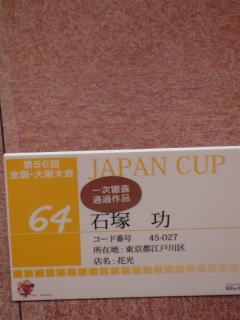 第56回
全国・大阪大会
JAPAN CUP
一次審査
通過作品
64
石塚 功
コード番号 45-027
所在地：東京都江戸川区
店名：花光